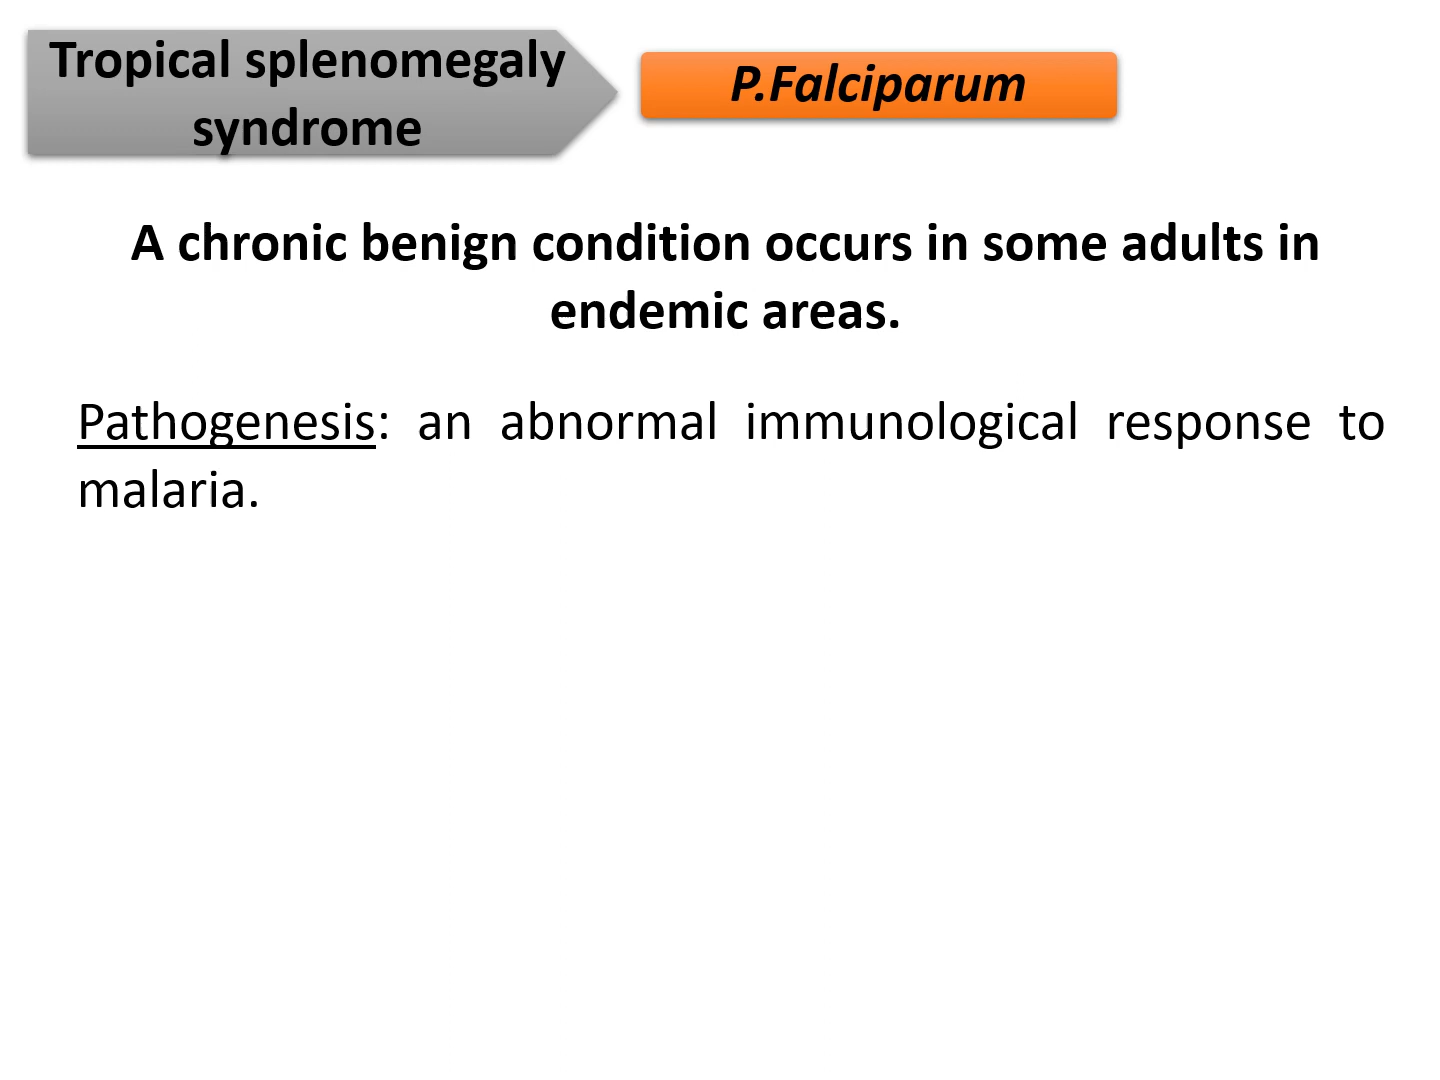 Tropical splenomegaly
syndrome
P.Falciparum
A chronic benign condition occurs in some adults in
endemic areas.
Pathogenesis: an abnormal immunological response to
malaria.